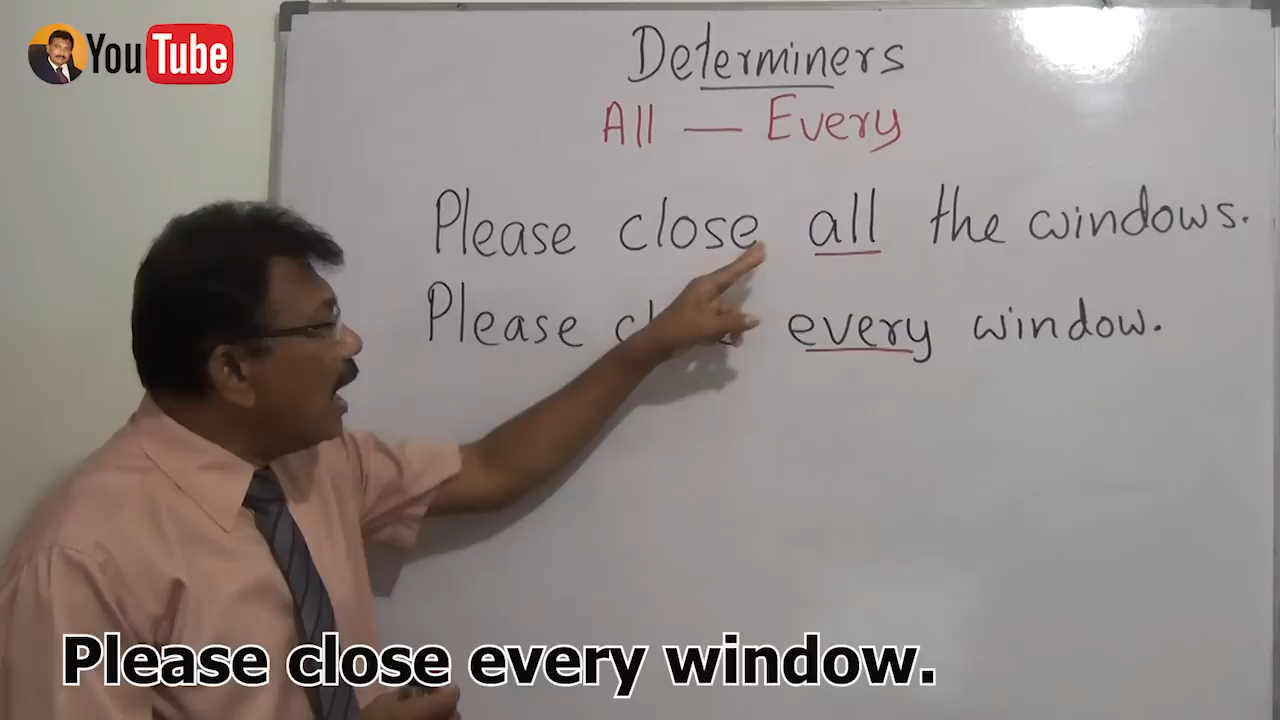 YouTube
Determiners
All — Every
Please close all the windows.
Please every window.
Please close every window.